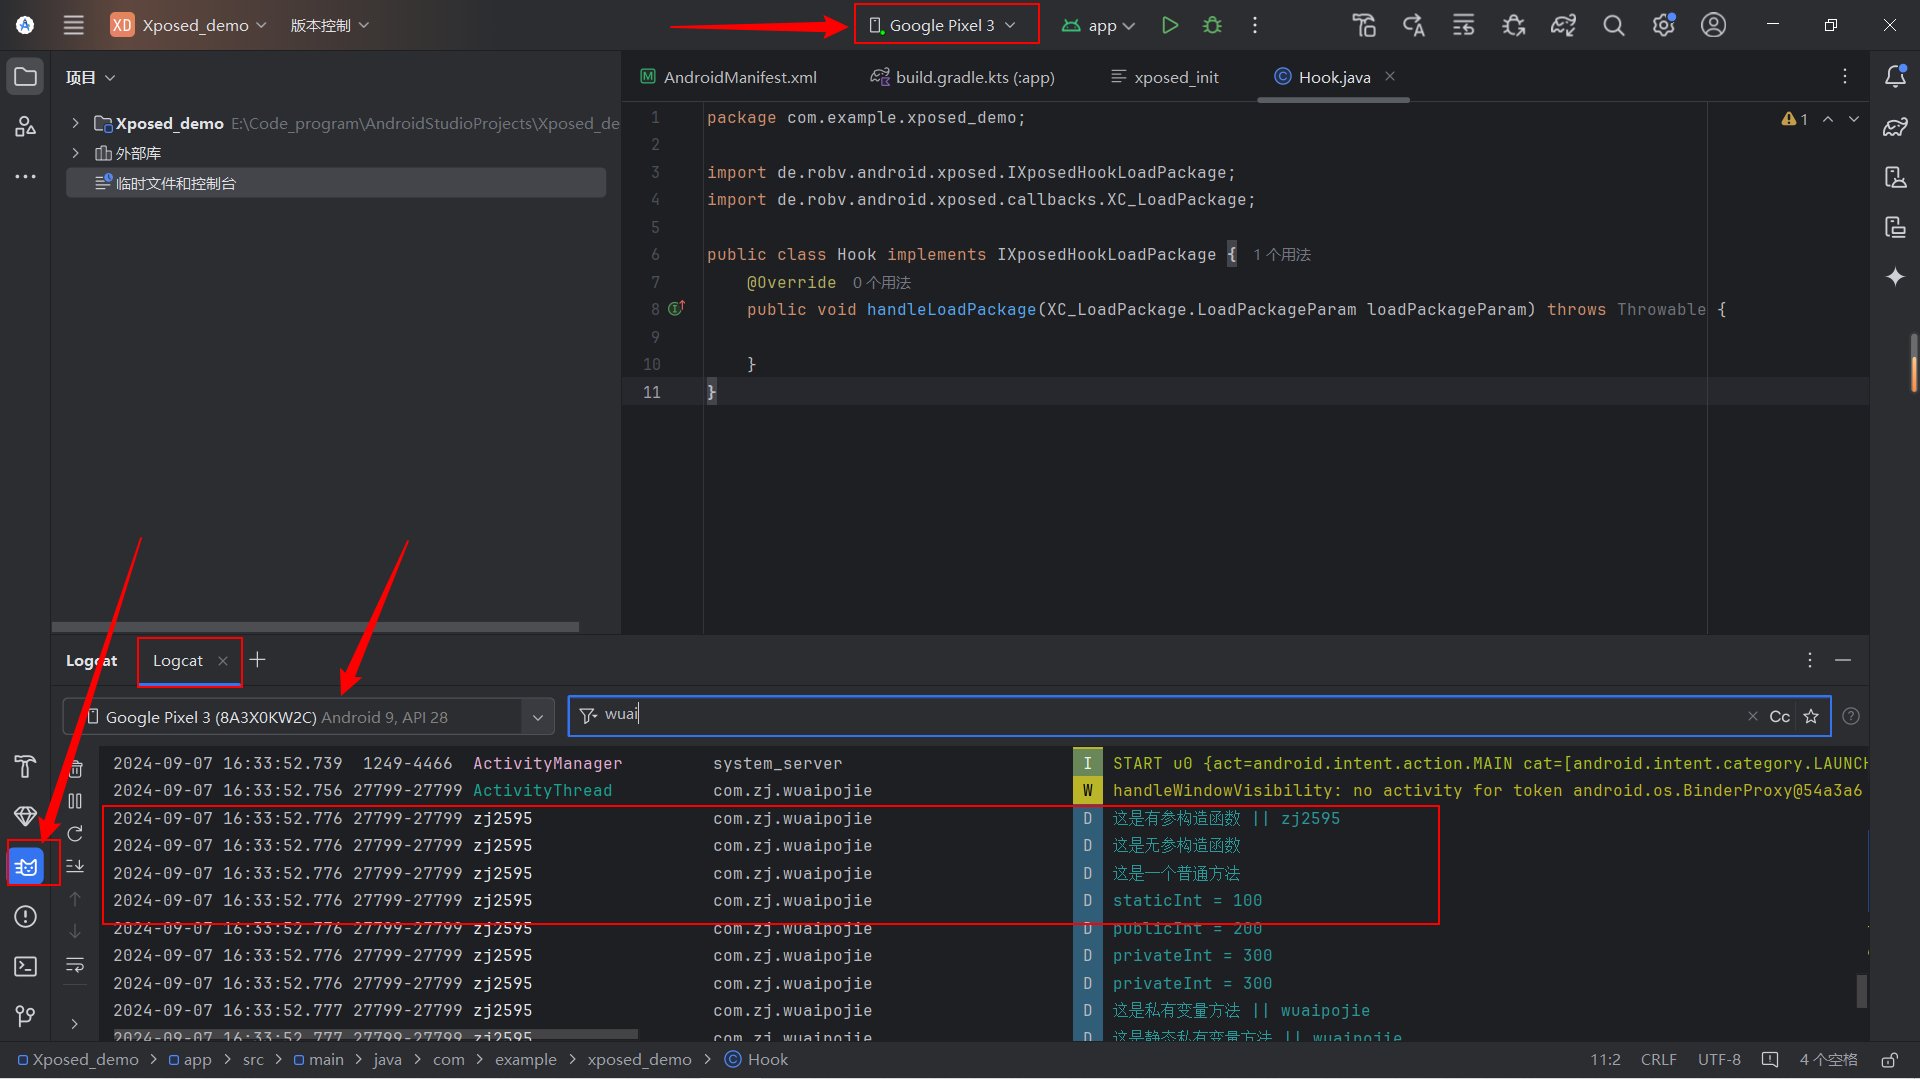 XD Xposed_demo 版本控制 Google Pixel 3 app
项目
Xposed_demo E:\Code_program\AndroidStudioProjects\Xposed_de
外部库
临时文件和控制台
AndroidManifest.xml build.gradle.kts (:app) xposed_init Hook.java
1 package com.example.xposed_demo;
2
3 import de.robv.android.xposed.IXposedHookLoadPackage;
4 import de.robv.android.xposed.callbacks.XC_LoadPackage;
5
6 public class Hook implements IXposedHookLoadPackage { 1 个用法
7 @Override 0 个用法
8 public void handleLoadPackage(XC_LoadPackage.LoadPackageParam loadPackageParam) throws Throwable {
9
10 }
11 }
1
Logcat Logcat
Google Pixel 3 (8A3X0KW2C) Android 9, API 28 wuai Cc
2024-09-07 16:33:52.739 1249-4466 ActivityManager system_server I START u0 {act=android.intent.action.MAIN cat=[android.intent.category.LAUNCH
2024-09-07 16:33:52.756 27799-27799 ActivityThread com.zj.wuaipojie W handleWindowVisibility: no activity for token android.os.BinderProxy@54a3a6
2024-09-07 16:33:52.776 27799-27799 zj2595 com.zj.wuaipojie D 这是有参构造函数 || zj2595
2024-09-07 16:33:52.776 27799-27799 zj2595 com.zj.wuaipojie D 这是无参构造函数
2024-09-07 16:33:52.776 27799-27799 zj2595 com.zj.wuaipojie D 这是一个普通方法
2024-09-07 16:33:52.776 27799-27799 zj2595 com.zj.wuaipojie D staticInt = 100
2024-09-07 16:33:52.776 27799-27799 zj2595 com.zj.wuaipojie D publicInt = 200
2024-09-07 16:33:52.776 27799-27799 zj2595 com.zj.wuaipojie D privateInt = 300
2024-09-07 16:33:52.776 27799-27799 zj2595 com.zj.wuaipojie D privateInt = 300
2024-09-07 16:33:52.777 27799-27799 zj2595 com.zj.wuaipojie D 这是私有变量方法 || wuaipojie
2024-09-07 16:33:52.777 27799-27799 zj2595 com.zj.wuaipojie D 这是静态私有变量方法 || wuaipojie
Xposed_demo > app > src > main > java > com > example > xposed_demo > Hook 11:2 CRLF UTF-8 4 个空格